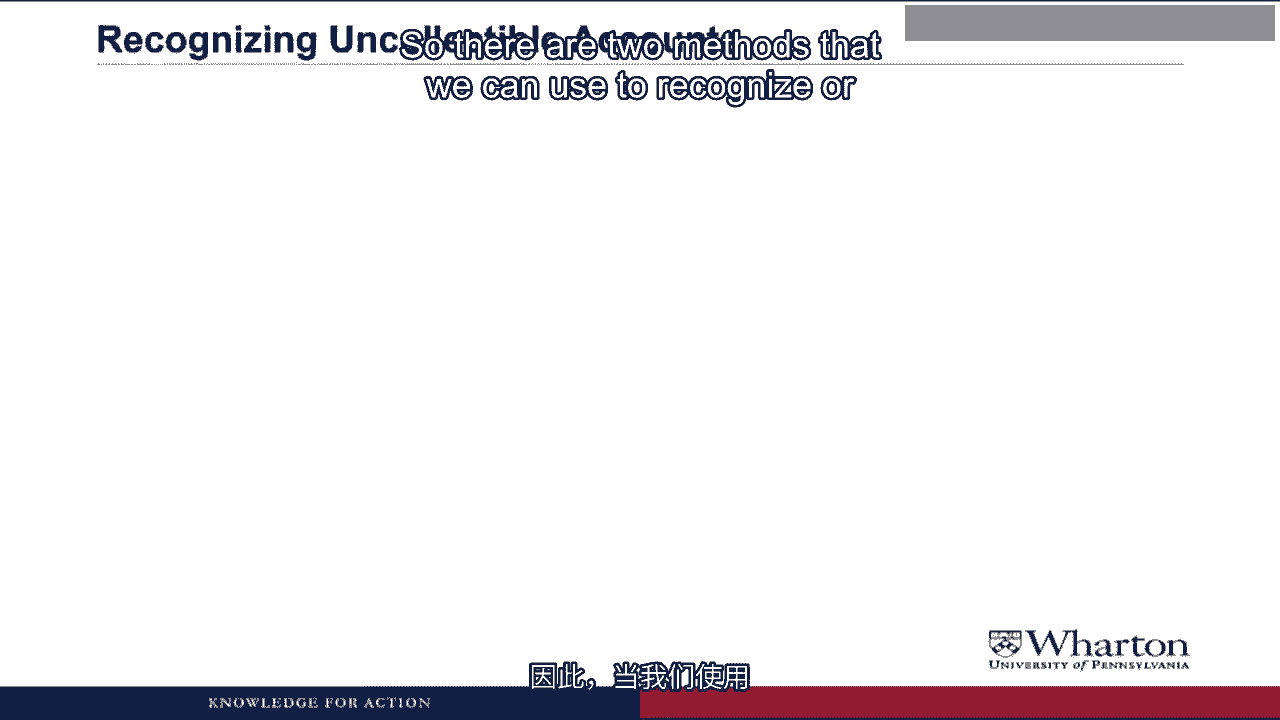 Recognizing Uncollectible Accounts
So there are two methods that
we can use to recognize or
Wharton
UNIVERSITY of PENNSYLVANIA
因此，当我们使用
KNOWLEDGE FOR ACTION